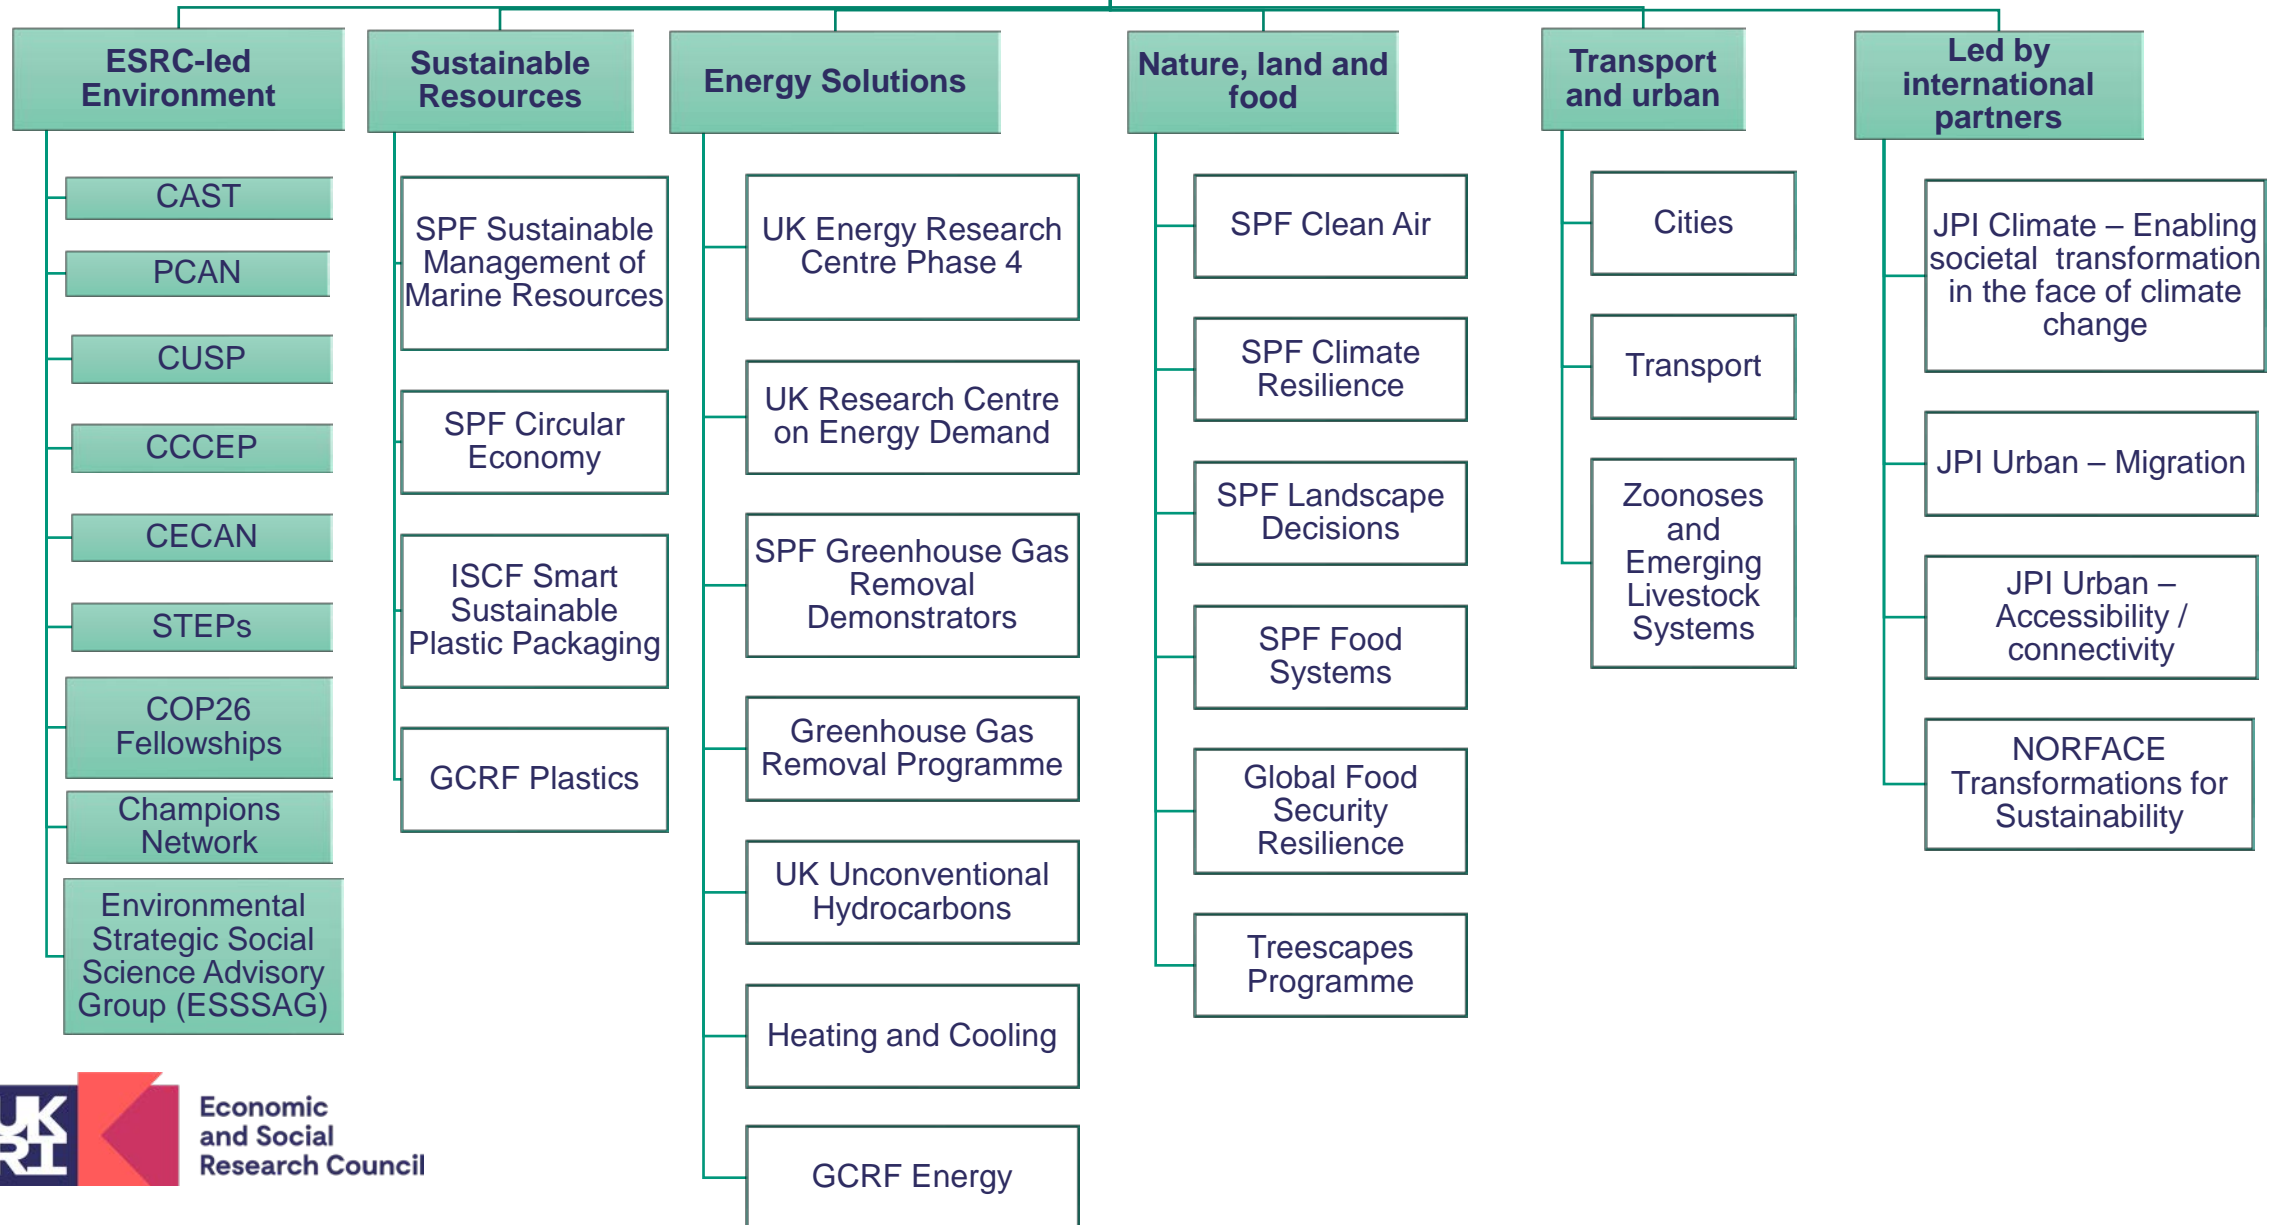 ESRC-led
Environment
CAST
PCAN
CUSP
CCCEP
CECAN
STEPs
COP26
Fellowships
Champions
Network
Environmental
Strategic Social
Science Advisory
Group (ESSSAG)
Sustainable
Resources
SPF Sustainable
Management of
Marine Resources
SPF Circular
Economy
ISCF Smart
Sustainable
Plastic Packaging
GCRF Plastics
Energy Solutions
UK Energy Research
Centre Phase 4
UK Research Centre
on Energy Demand
SPF Greenhouse Gas
Removal
Demonstrators
Greenhouse Gas
Removal Programme
UK Unconventional
Hydrocarbons
Heating and Cooling
GCRF Energy
Nature, land and
food
SPF Clean Air
SPF Climate
Resilience
SPF Landscape
Decisions
SPF Food
Systems
Global Food
Security
Resilience
Treescapes
Programme
Transport
and urban
Cities
Transport
Zoonoses
and
Emerging
Livestock
Systems
Led by
international
partners
JPI Climate – Enabling
societal transformation
in the face of climate
change
JPI Urban – Migration
JPI Urban –
Accessibility /
connectivity
NORFACE
Transformations for
Sustainability
UK
RI
Economic
and Social
Research Council